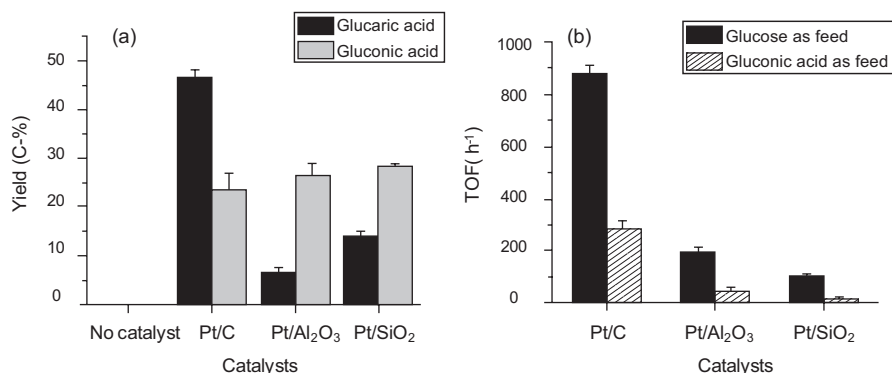 (a)
Glucaric acid
Gluconic acid
Yield (C-%)
50
40
30
20
10
0
No catalyst Pt/C Pt/Al₂O₃ Pt/SiO₂
Catalysts
(b)
Glucose as feed
Gluconic acid as feed
TOF( h⁻¹)
1000
800
600
400
200
0
Pt/C Pt/Al₂O₃ Pt/SiO₂
Catalysts